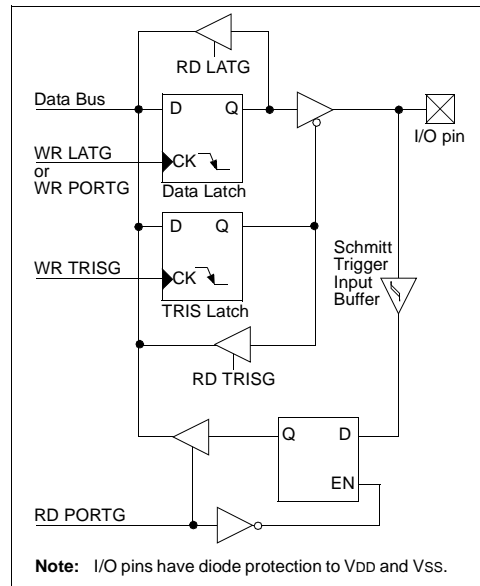 RD LATG
Data Bus
D Q
I/O pin
WR LATG
or
WR PORTG
CK
Data Latch
D Q
Schmitt
Trigger
Input
Buffer
WR TRISG
CK
TRIS Latch
RD TRISG
Q D
EN
RD PORTG
Note: I/O pins have diode protection to VDD and VSS.